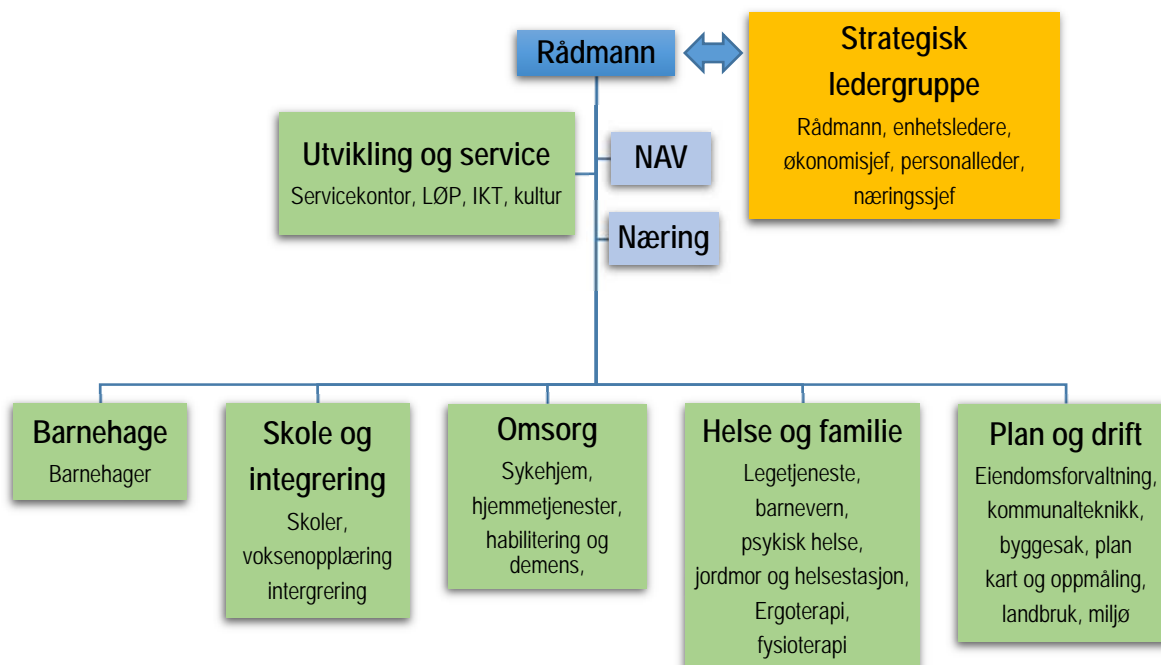 Rådmann
Strategisk
ledergruppe
Rådmann, enhetsledere,
økonomisjef, personalleder,
næringssjef
Utvikling og service
Servicekontor, LØP, IKT, kultur
NAV
Næring
Barnehage
Barnehager
Skole og
integrering
Skoler,
voksenopplæring
intergrering
Omsorg
Sykehjem,
hjemmetjenester,
habilitering og
demens,
Helse og familie
Legetjeneste,
barnevern,
psykisk helse,
jordmor og helsestasjon,
Ergoterapi,
fysioterapi
Plan og drift
Eiendomsforvaltning,
kommunalteknikk,
byggesak, plan
kart og oppmåling,
landbruk, miljø